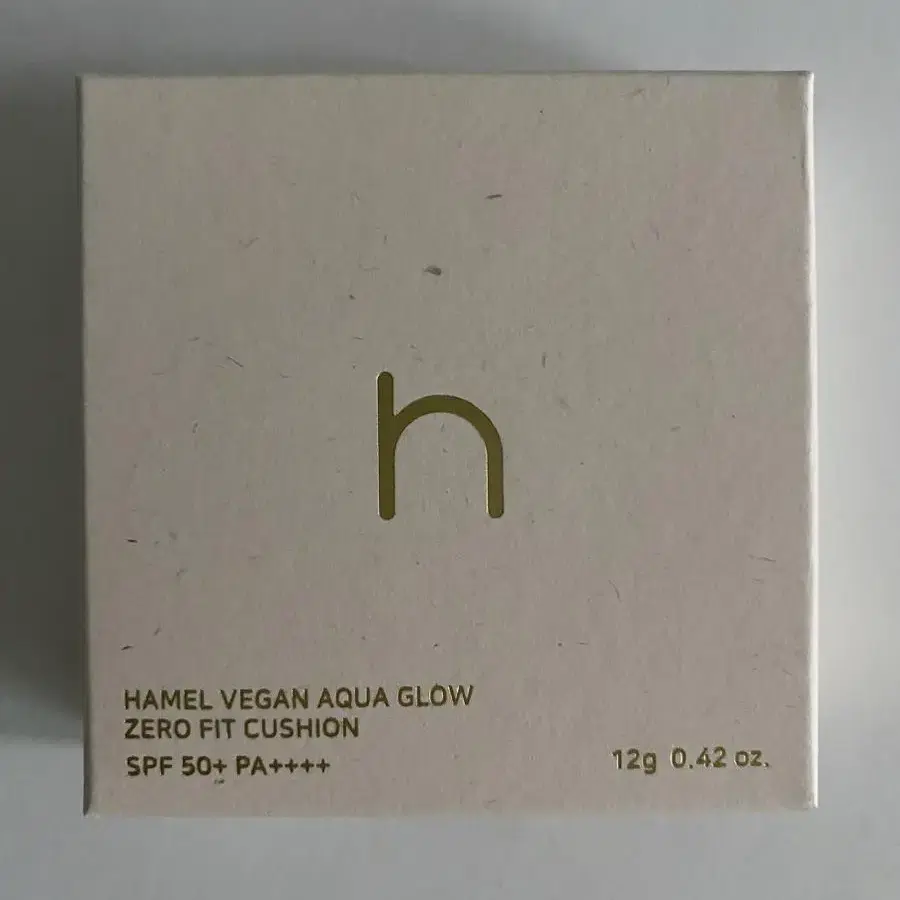 h
HAMEL VEGAN AQUA GLOW
ZERO FIT CUSHION
SPF 50+ PA++++
12g 0.42 oz.